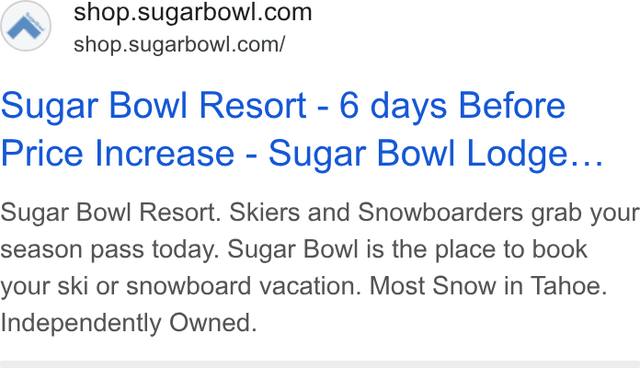 shop.sugarbowl.com
shop.sugarbowl.com/
Sugar Bowl Resort - 6 days Before
Price Increase - Sugar Bowl Lodge…
Sugar Bowl Resort. Skiers and Snowboarders grab your
season pass today. Sugar Bowl is the place to book
your ski or snowboard vacation. Most Snow in Tahoe.
Independently Owned.